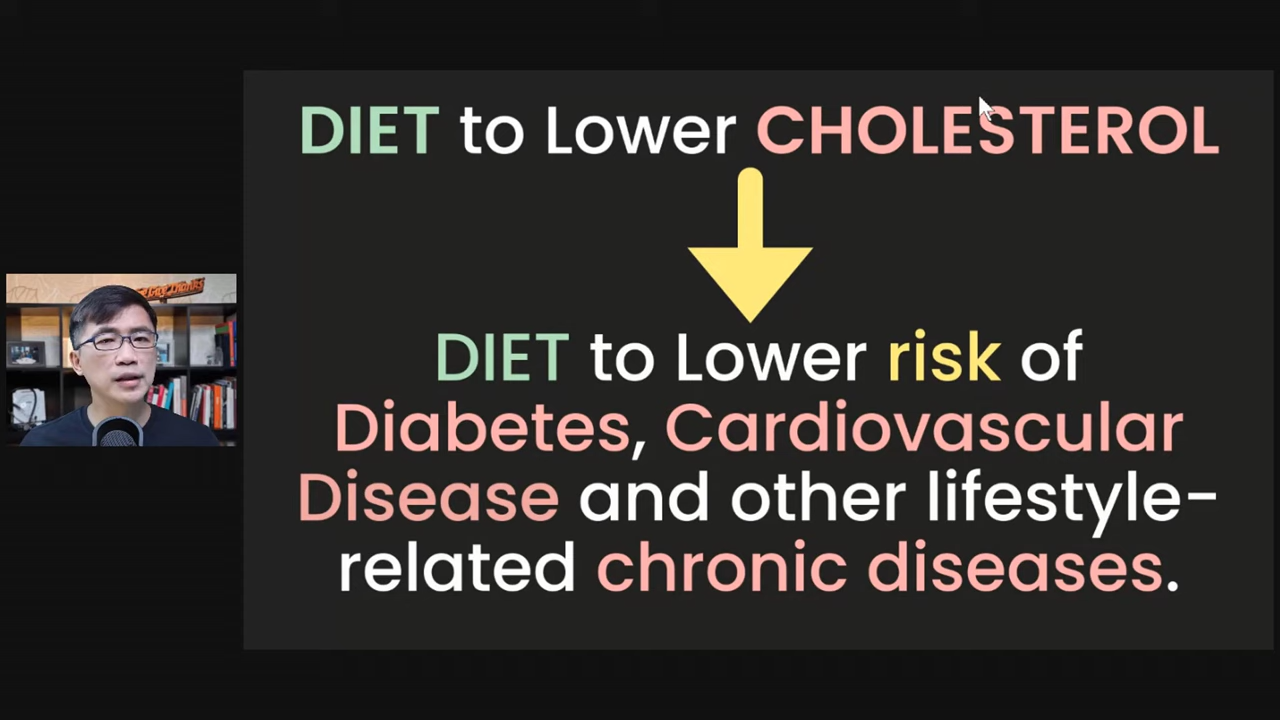 DIET to Lower CHOLESTEROL
DIET to Lower risk of
Diabetes, Cardiovascular
Disease and other lifestyle-
related chronic diseases.